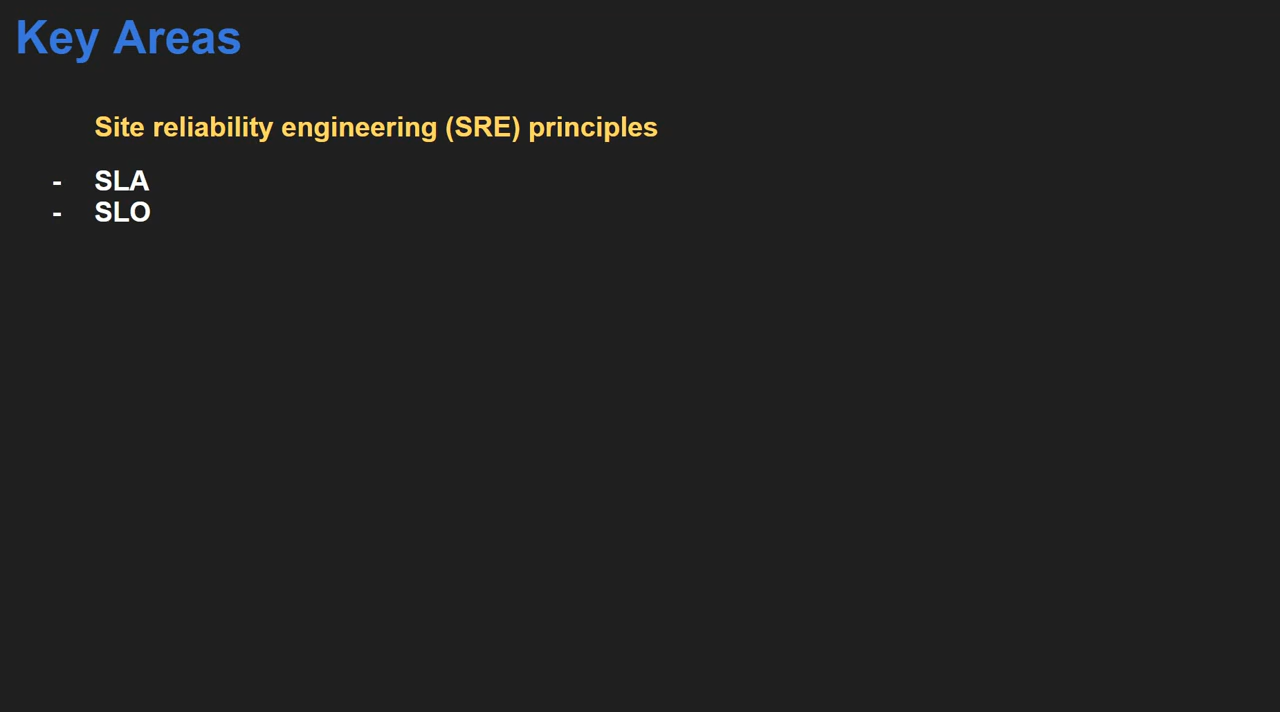 Key Areas
Site reliability engineering (SRE) principles
- SLA
- SLO